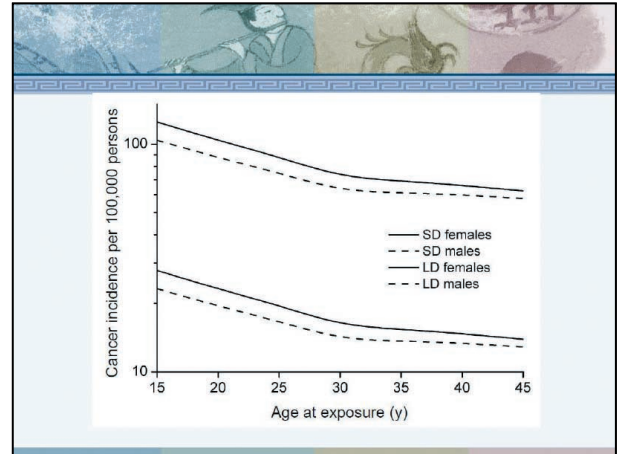 Cancer incidence per 100,000 persons
100
10
SD females
SD males
LD females
LD males
15 20 25 30 35 40 45
Age at exposure (y)